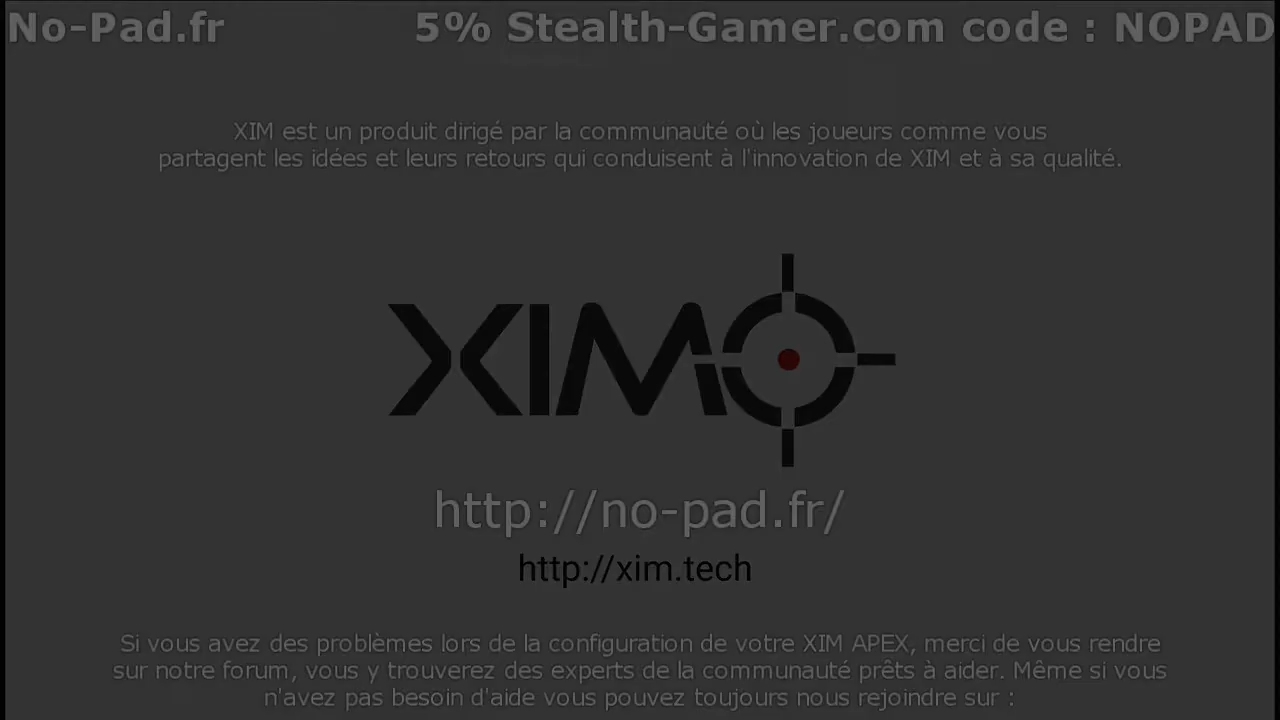 No-Pad.fr
5% Stealth-Gamer.com code : NOPAD
XIM est un produit dirigé par la communauté où les joueurs comme vous
partagent les idées et leurs retours qui conduisent à l'innovation de XIM et à sa qualité.
XIM
http://no-pad.fr/
http://xim.tech
Si vous avez des problèmes lors de la configuration de votre XIM APEX, merci de vous rendre
sur notre forum, vous y trouverez des experts de la communauté prêts à aider. Même si vous
n'avez pas besoin d'aide vous pouvez toujours nous rejoindre sur :